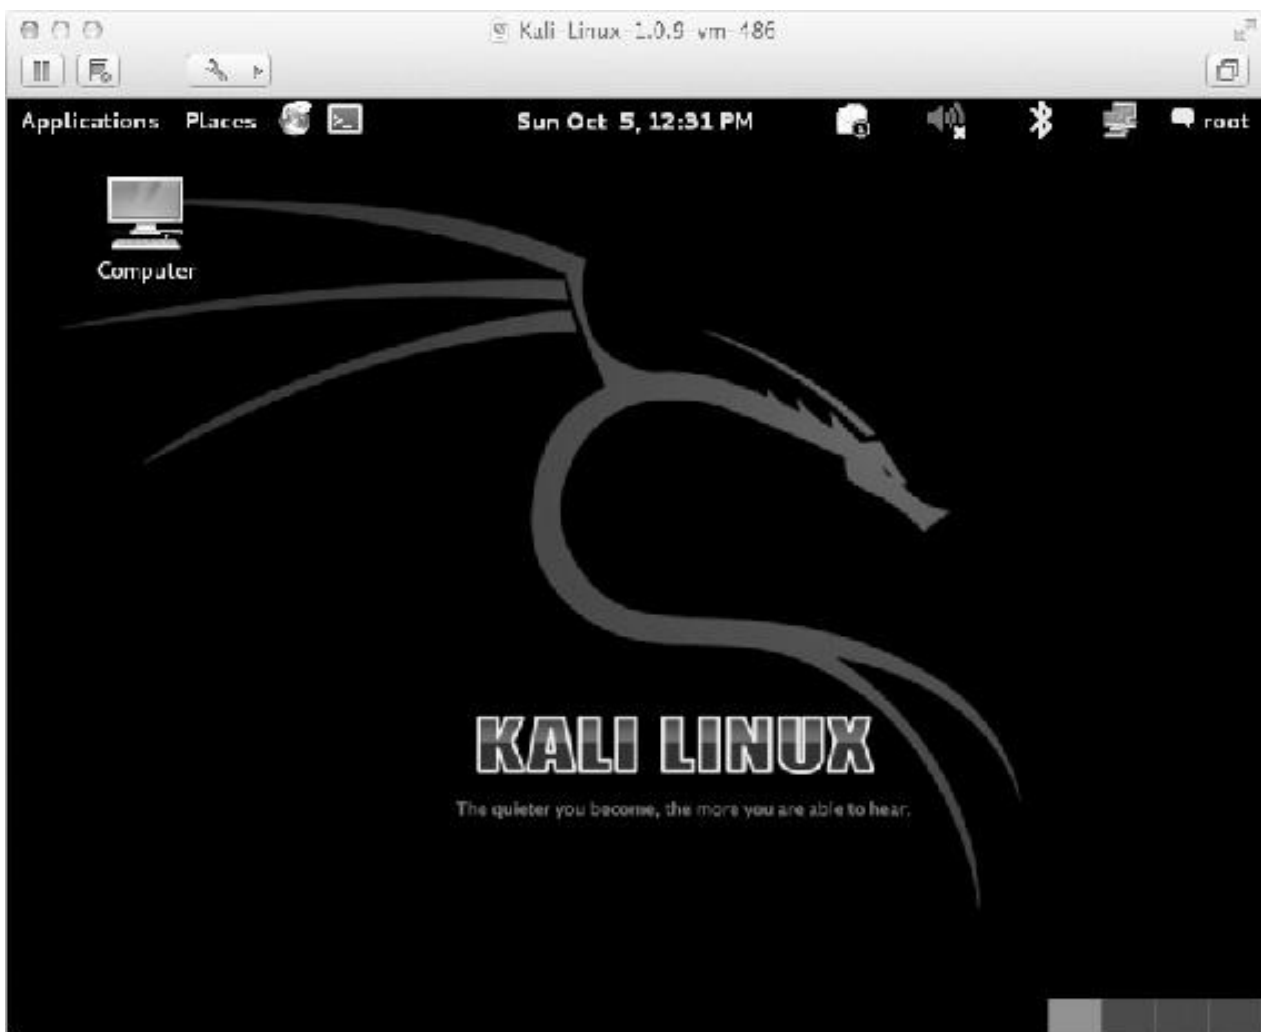 Kali-Linux-1.0.9-vm-486
Applications Places Sun Oct 5, 12:31 PM root
Computer
KALI LINUX
The quieter you become, the more you are able to hear.